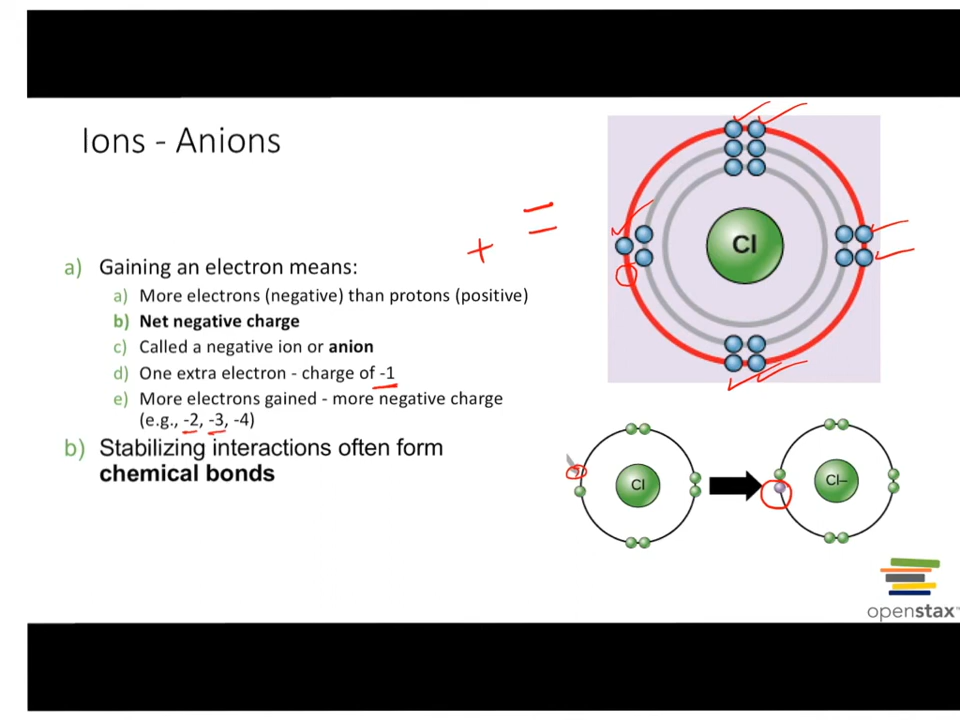 Ions - Anions
+ =
a) Gaining an electron means:
a) More electrons (negative) than protons (positive)
b) Net negative charge
c) Called a negative ion or anion
d) One extra electron - charge of -1
e) More electrons gained - more negative charge
(e.g., -2, -3, -4)
b) Stabilizing interactions often form
chemical bonds
Cl
Cl
Cl–
openstax™